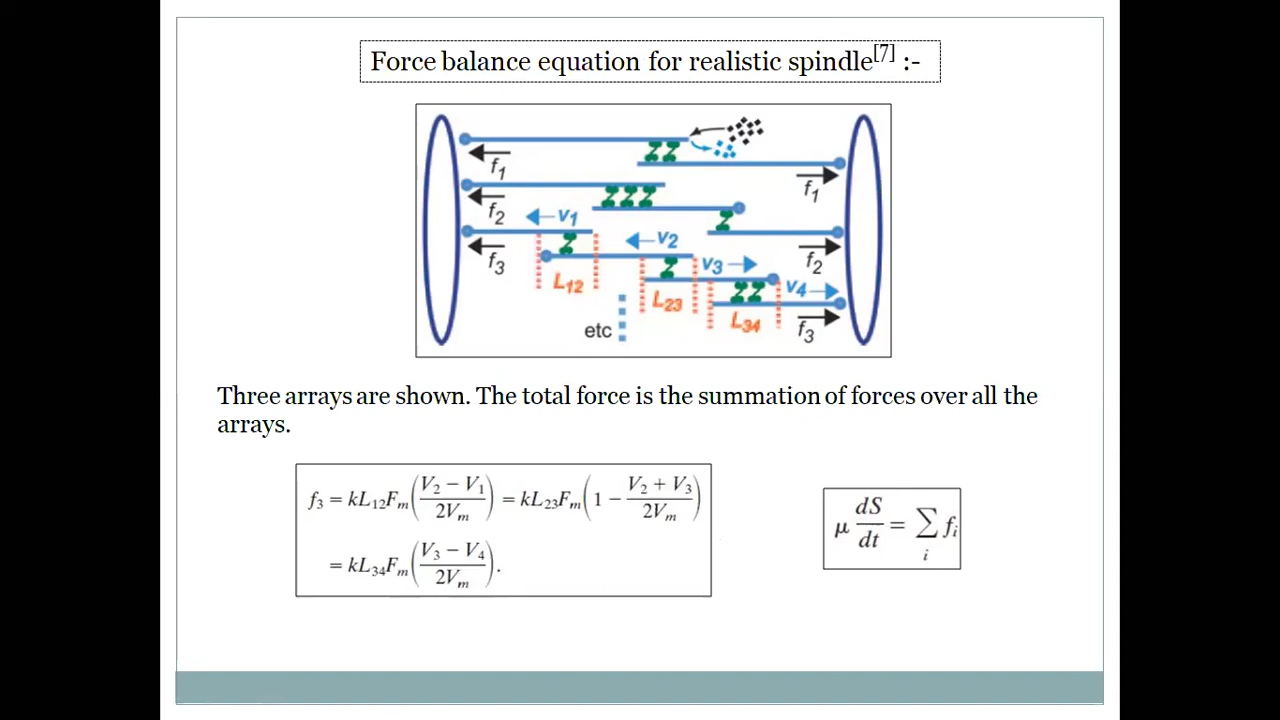 Force balance equation for realistic spindle[7] :-
f1
f1
f2
v1
v2
f3
f2
v3
L12
v4
L23
L34
f3
etc
Three arrays are shown. The total force is the summation of forces over all the
arrays.
f3 = kL12Fm((V2 − V1)/2Vm) = kL23Fm(1 − (V2 + V3)/2Vm)
= kL34Fm((V3 − V4)/2Vm).
μ dS/dt = ∑i fi